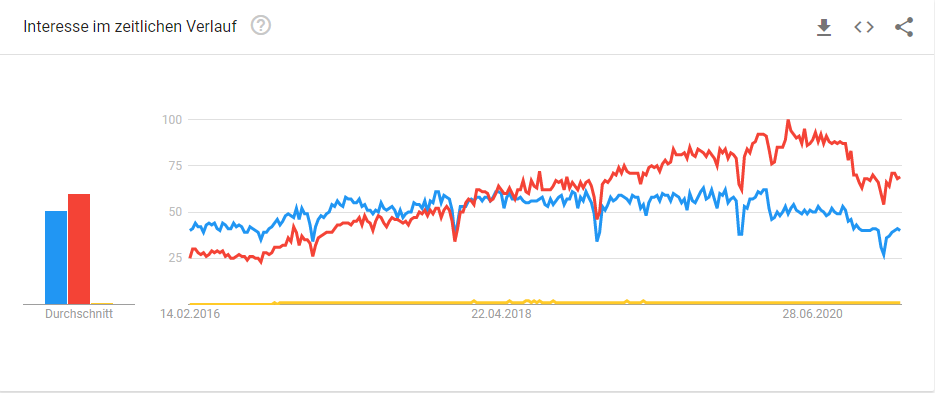 Interesse im zeitlichen Verlauf
100
75
50
25
Durchschnitt
14.02.2016 22.04.2018 28.06.2020